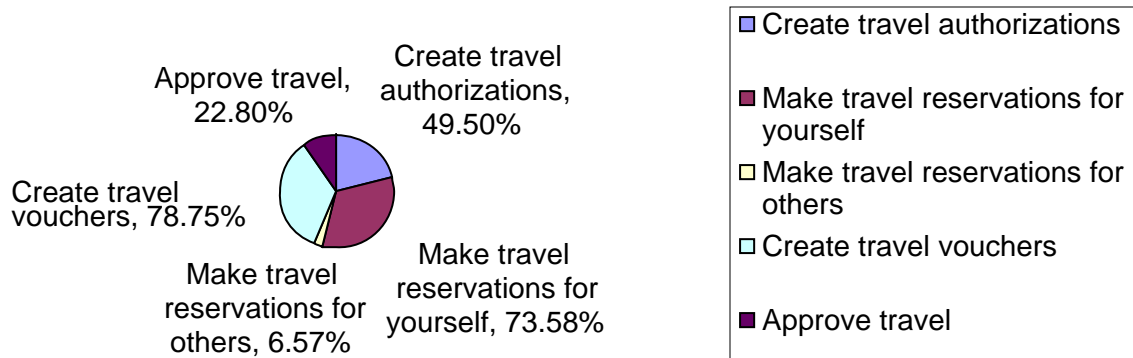 Approve travel,
22.80%
Create travel
authorizations,
49.50%
Create travel
vouchers, 78.75%
Make travel
reservations for
others, 6.57%
Make travel
reservations for
yourself, 73.58%
Create travel authorizations
Make travel reservations for
yourself
Make travel reservations for
others
Create travel vouchers
Approve travel